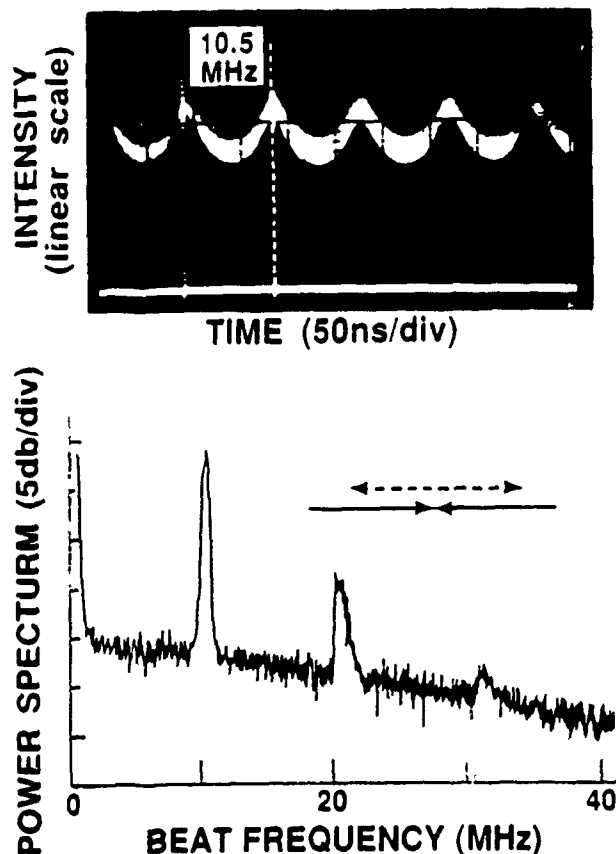 10.5
MHz
INTENSITY
(linear scale)
TIME (50ns/div)
POWER SPECTURM (5db/div)
0
20
40
BEAT FREQUENCY (MHz)